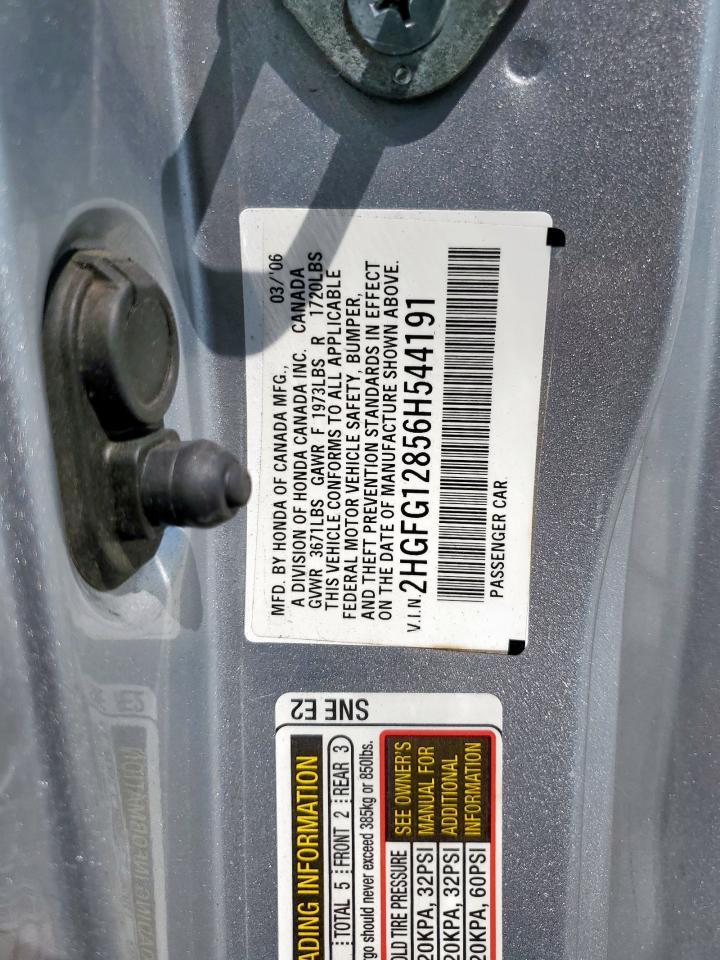 MFD. BY HONDA OF CANADA MFG., 03/'06
A DIVISION OF HONDA CANADA INC. CANADA
GVWR 3671LBS GAWR F 1973LBS R 1720LBS
THIS VEHICLE CONFORMS TO ALL APPLICABLE
FEDERAL MOTOR VEHICLE SAFETY, BUMPER,
AND THEFT PREVENTION STANDARDS IN EFFECT
ON THE DATE OF MANUFACTURE SHOWN ABOVE.
V.I.N. 2HGFG12856H544191
PASSENGER CAR
SNE E2
ADING INFORMATION
TOTAL 5 FRONT 2 REAR 3
rgo should never exceed 385kg or 850lbs.
OLD TIRE PRESSURE
20KPA, 32PSI
20KPA, 32PSI
20KPA, 60PSI
SEE OWNER'S
MANUAL FOR
ADDITIONAL
INFORMATION